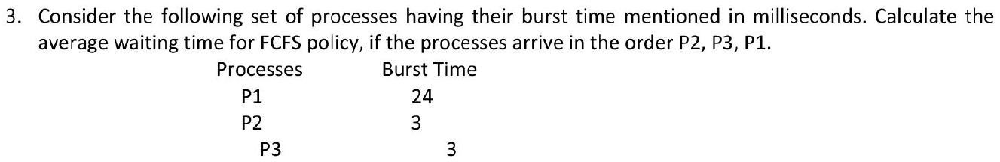 3. Consider the following set of processes having their burst time mentioned in milliseconds. Calculate the
average waiting time for FCFS policy, if the processes arrive in the order P2, P3, P1.
Processes Burst Time
P1 24
P2 3
P3 3